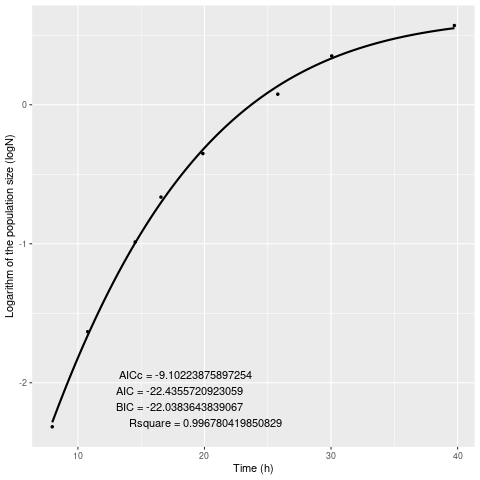 0
-1
-2
Logarithm of the population size (logN)
AICc = -9.10223875897254
AIC = -22.4355720923059
BIC = -22.0383643839067
Rsquare = 0.996780419850829
10 20 30 40
Time (h)